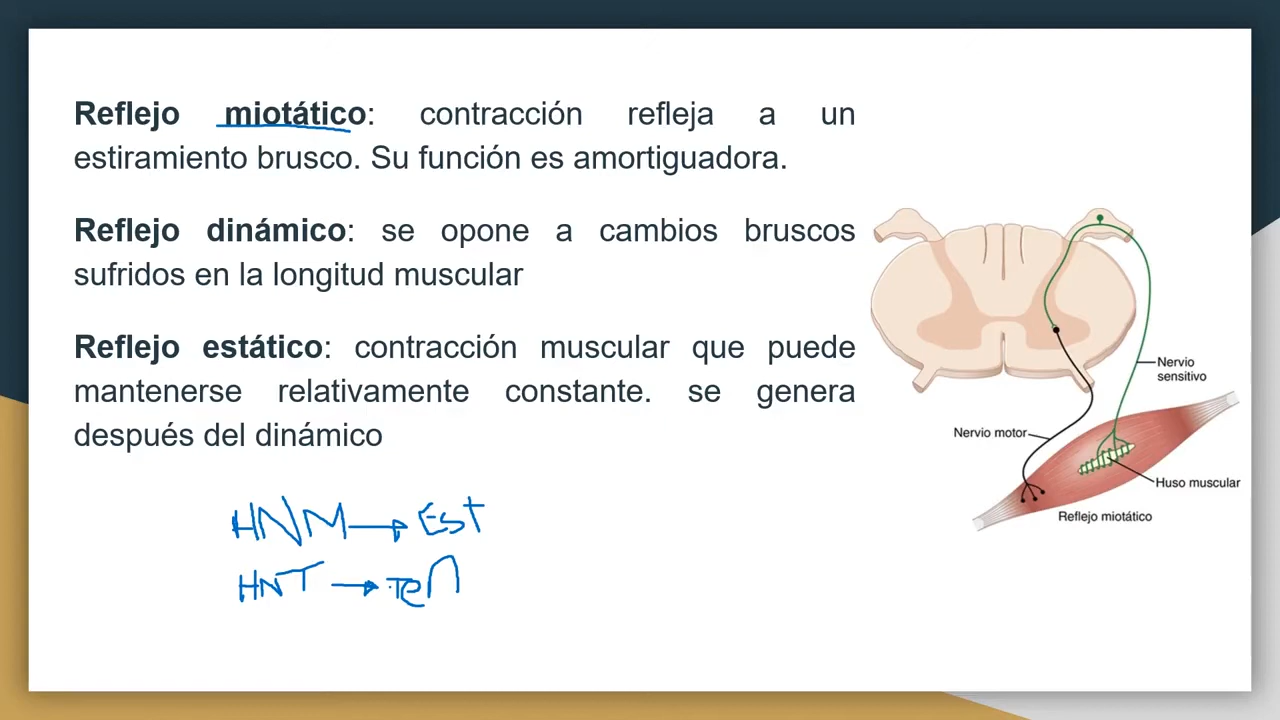 Reflejo miotático: contracción refleja a un
estiramiento brusco. Su función es amortiguadora.
Reflejo dinámico: se opone a cambios bruscos
sufridos en la longitud muscular
Reflejo estático: contracción muscular que puede
mantenerse relativamente constante. se genera
después del dinámico
HNM → Est
HNT → Ten
Nervio
sensitivo
Nervio motor
Huso muscular
Reflejo miotático